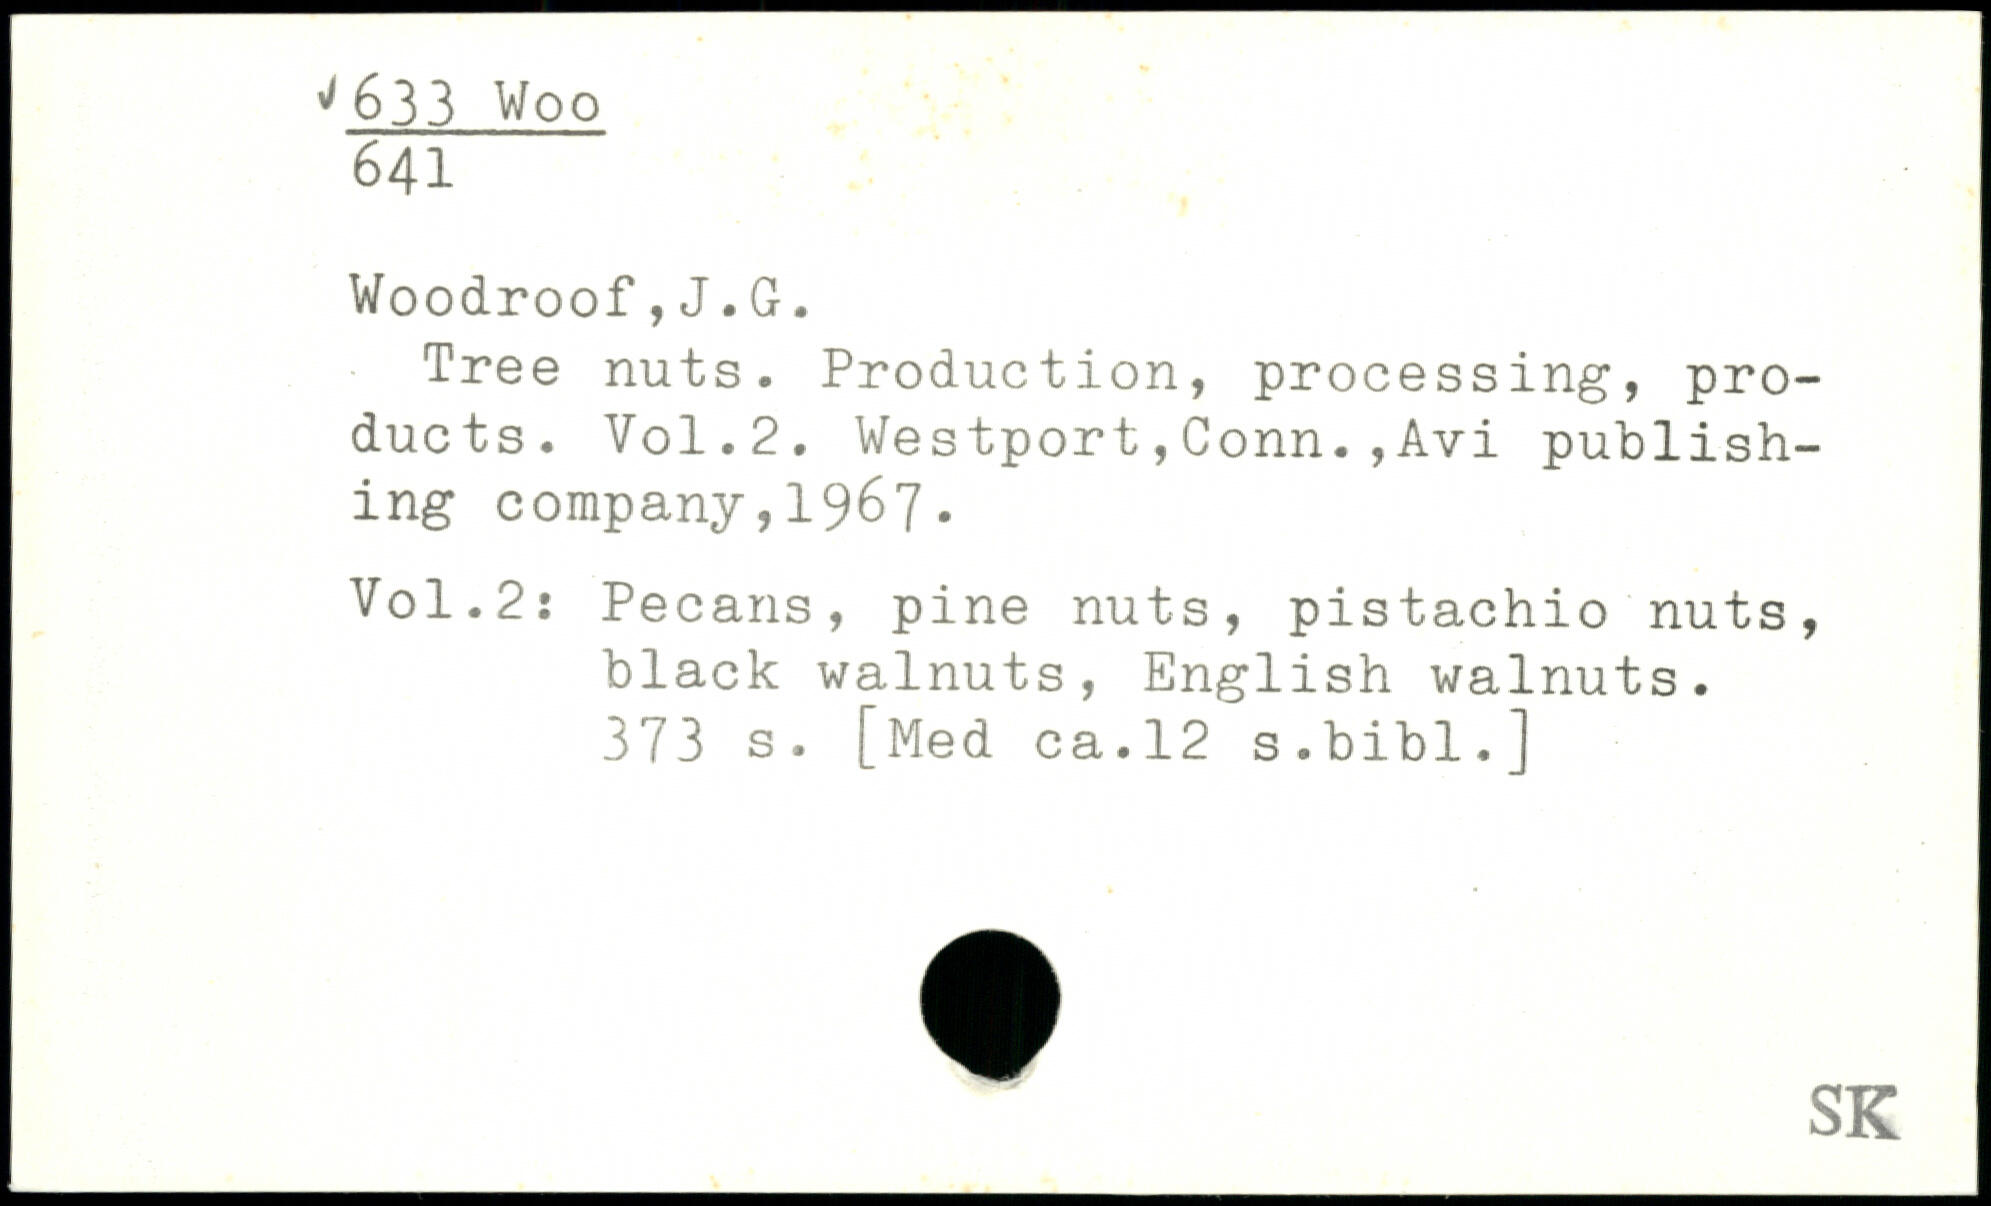 ✓633 Woo
641
Woodroof,J.G.
Tree nuts. Production, processing, pro-
ducts. Vol.2. Westport,Conn.,Avi publish-
ing company,1967.
Vol.2: Pecans, pine nuts, pistachio nuts,
black walnuts, English walnuts.
373 s. [Med ca.12 s.bibl.]
SK